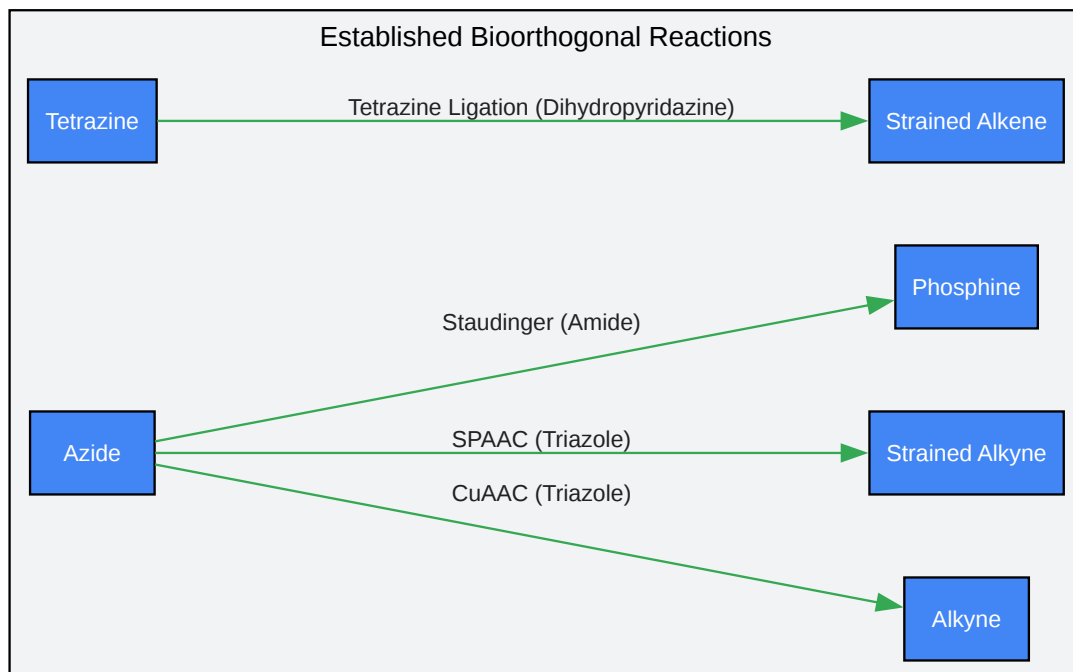 Established Bioorthogonal Reactions
Tetrazine
Tetrazine Ligation (Dihydropyridazine)
Strained Alkene
Phosphine
Staudinger (Amide)
Azide
SPAAC (Triazole)
Strained Alkyne
CuAAC (Triazole)
Alkyne